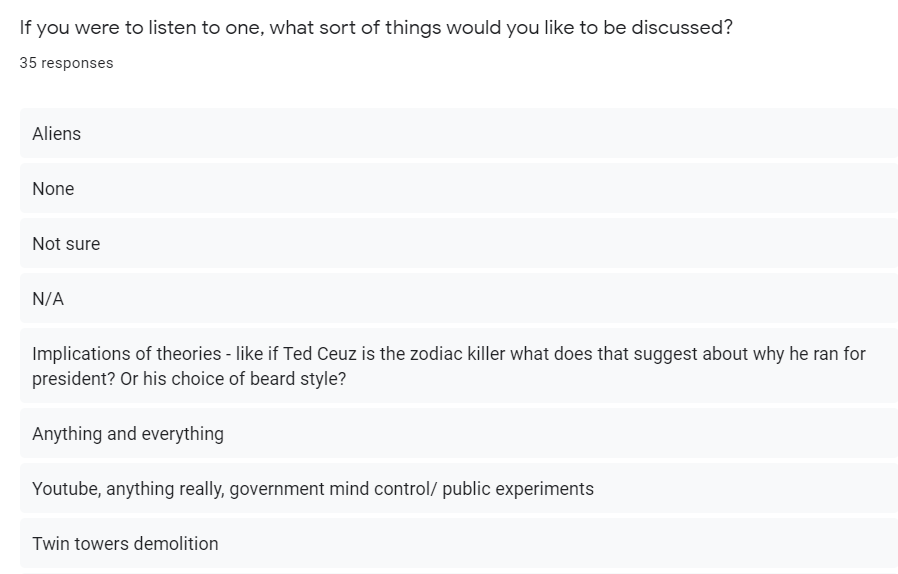 If you were to listen to one, what sort of things would you like to be discussed?
35 responses
Aliens
None
Not sure
N/A
Implications of theories - like if Ted Ceuz is the zodiac killer what does that suggest about why he ran for
president? Or his choice of beard style?
Anything and everything
Youtube, anything really, government mind control/ public experiments
Twin towers demolition